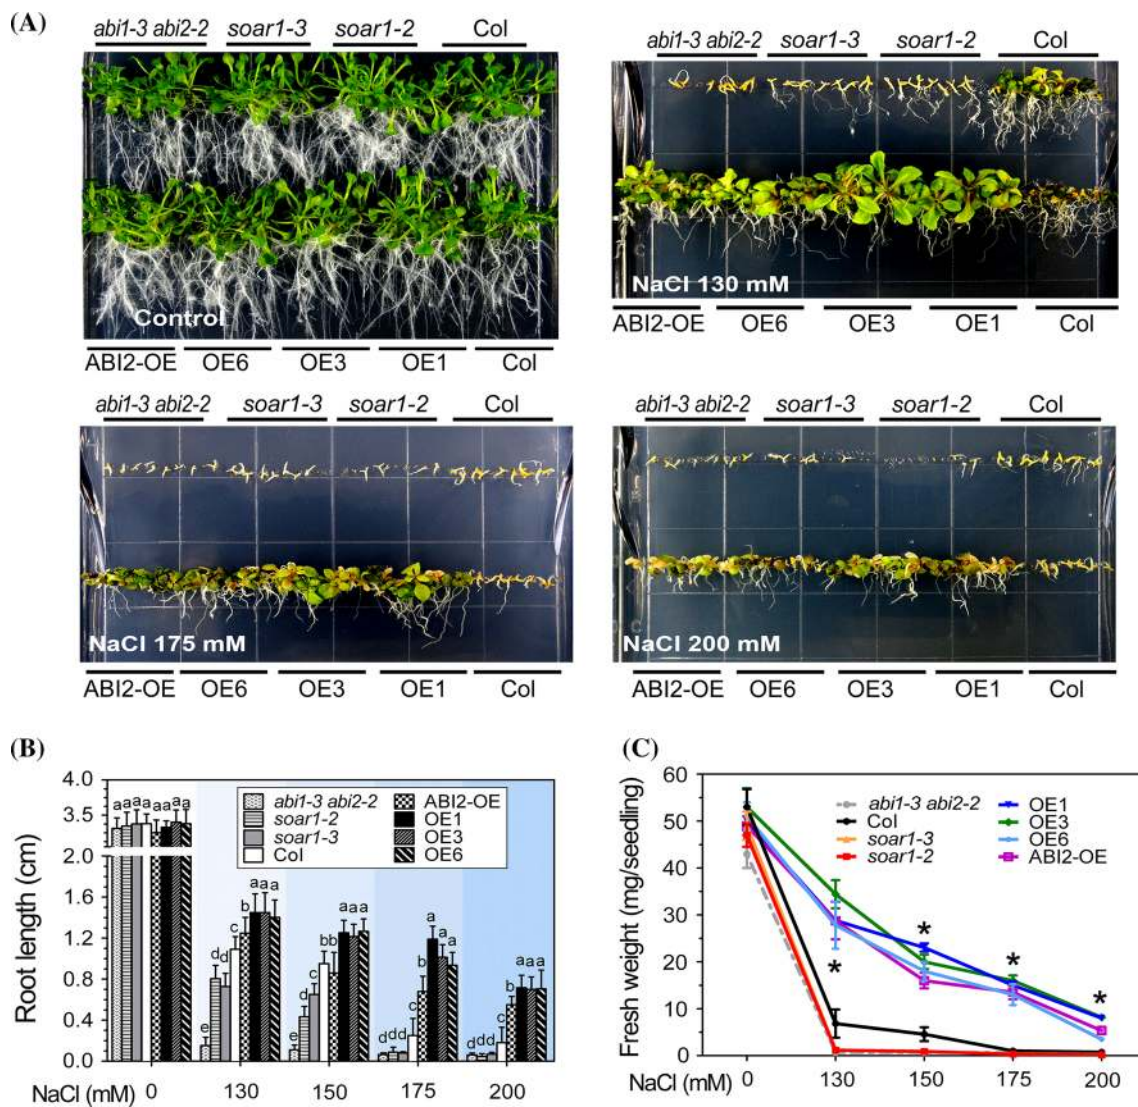 (A)
abi1-3 abi2-2 soar1-3 soar1-2 Col
Control
ABI2-OE OE6 OE3 OE1 Col
abi1-3 abi2-2 soar1-3 soar1-2 Col
NaCl 130 mM
ABI2-OE OE6 OE3 OE1 Col
abi1-3 abi2-2 soar1-3 soar1-2 Col
NaCl 175 mM
ABI2-OE OE6 OE3 OE1 Col
abi1-3 abi2-2 soar1-3 soar1-2 Col
NaCl 200 mM
ABI2-OE OE6 OE3 OE1 Col
(B)
Root length (cm)
4.0
3.5
2.0
1.6
1.2
0.8
0.4
0.0
aaaa aaaa
e d d c b a a a
e d c bb a a a
ddd c b a a a
d dd c b a a a
abi1-3 abi2-2 ABI2-OE
soar1-2 OE1
soar1-3 OE3
Col OE6
NaCl (mM) 0 130 150 175 200
(C)
Fresh weight (mg/seedling)
60
50
40
30
20
10
0
abi1-3 abi2-2 OE1
Col OE3
soar1-3 OE6
soar1-2 ABI2-OE
* * * *
NaCl (mM) 0 130 150 175 200